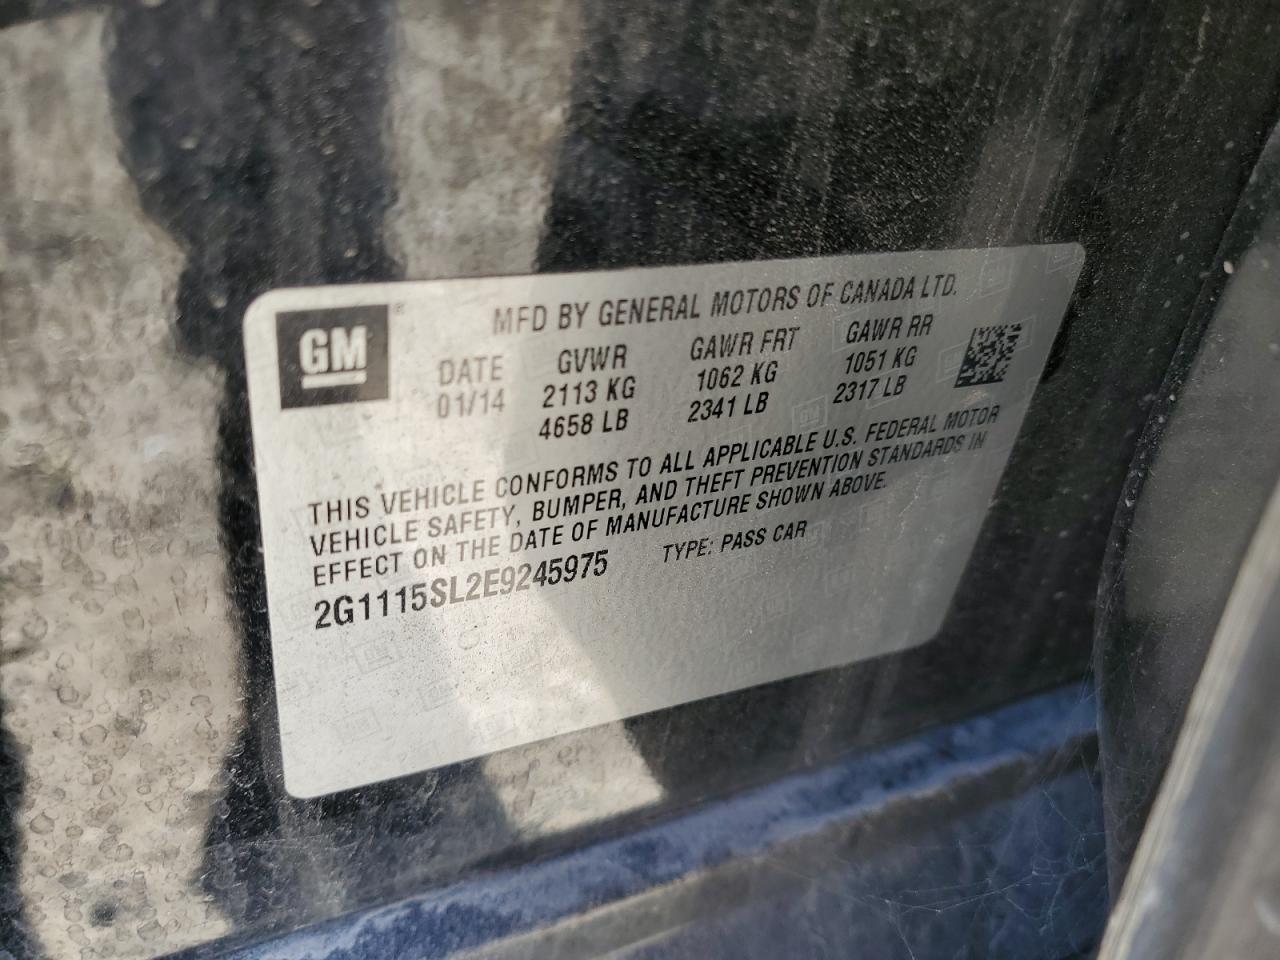 GM ®
MFD BY GENERAL MOTORS OF CANADA LTD.
DATE GVWR GAWR FRT GAWR RR
01/14 2113 KG 1062 KG 1051 KG
4658 LB 2341 LB 2317 LB
THIS VEHICLE CONFORMS TO ALL APPLICABLE U.S. FEDERAL MOTOR
VEHICLE SAFETY, BUMPER, AND THEFT PREVENTION STANDARDS IN
EFFECT ON THE DATE OF MANUFACTURE SHOWN ABOVE.
2G1115SL2E9245975 TYPE: PASS CAR